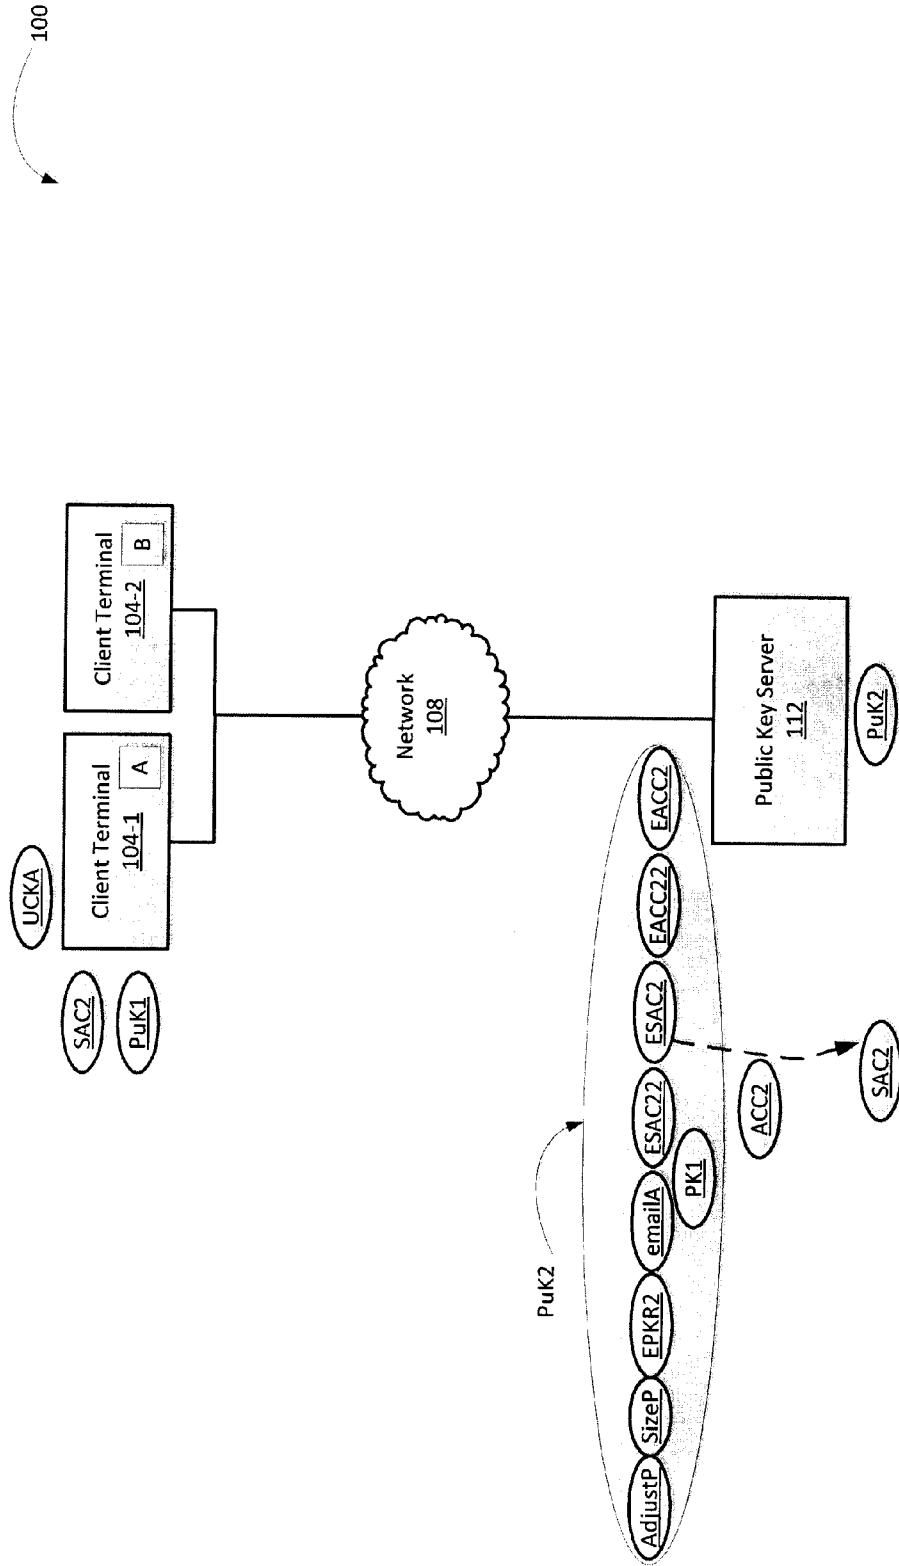 100
UCKA
SAC2
PuK1
Client Terminal
104-1
A
Client Terminal
104-2
B
Network
108
PuK2
AdjustP
SizeP
EPKR2
emailA
ESAC22
ESAC2
EACC22
EACC2
PK1
ACC2
SAC2
Public Key Server
112
PuK2